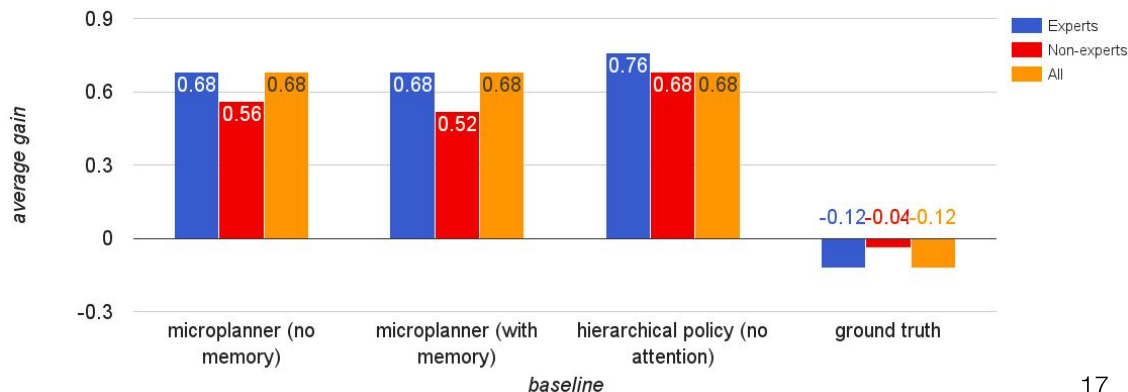 0.9
0.6
0.3
0
-0.3
average gain
0.68
0.56
0.68
0.68
0.52
0.68
0.76
0.68
0.68
-0.12
-0.04
-0.12
microplanner (no
memory)
microplanner (with
memory)
hierarchical policy (no
attention)
ground truth
baseline
Experts
Non-experts
All
17